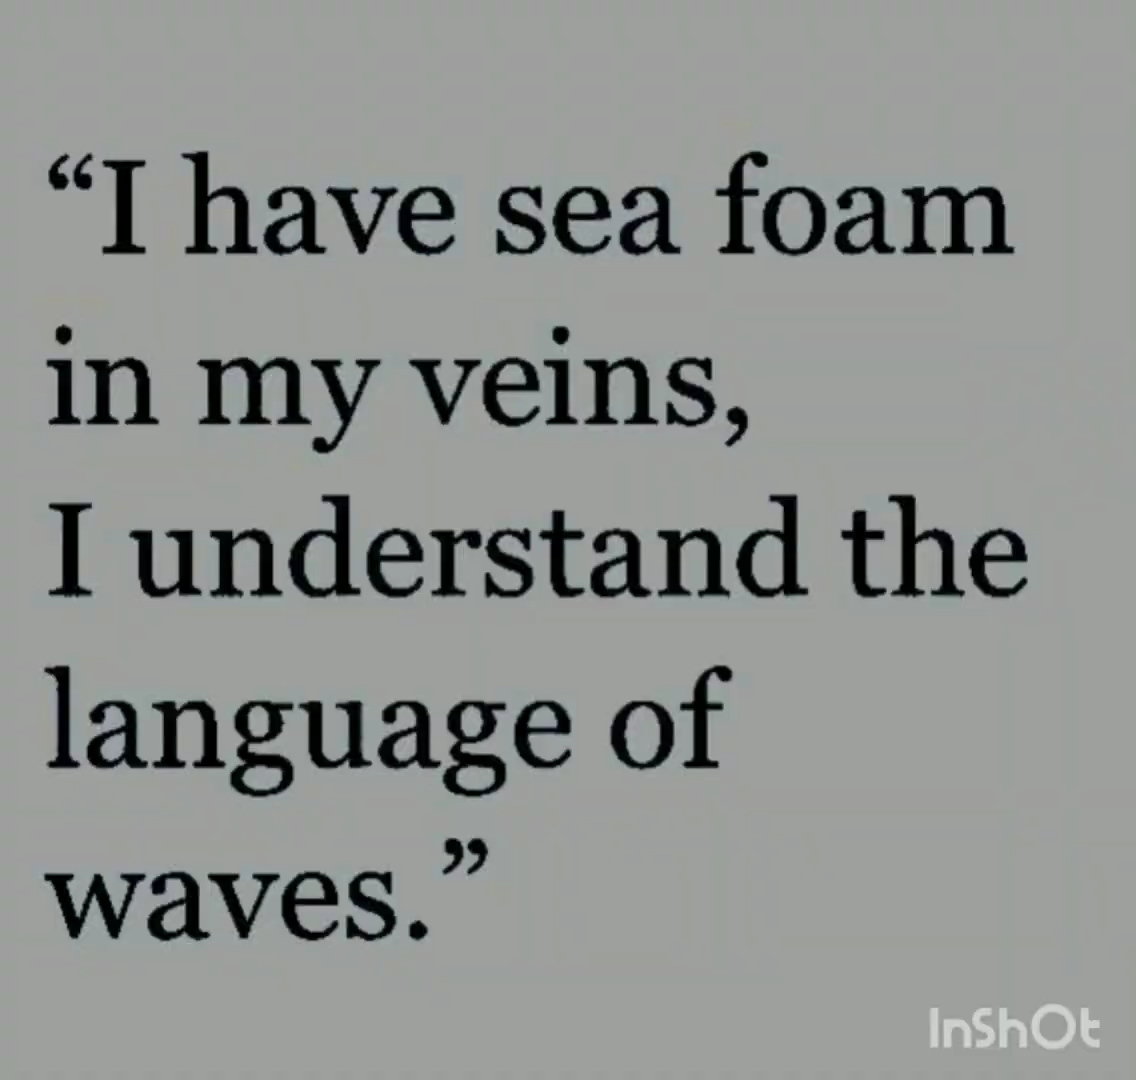 “I have sea foam
in my veins,
I understand the
language of
waves.”
InShOt